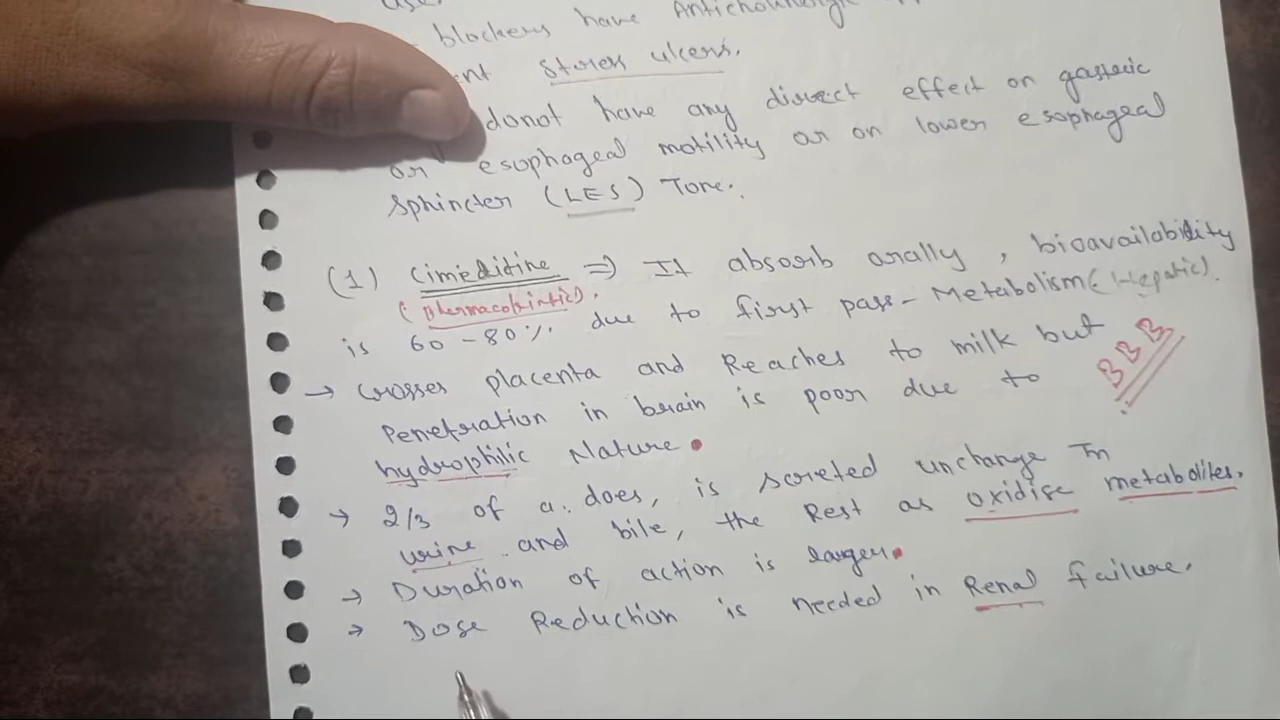 blockers have Anticholinergic
stress ulcers.
donot have any direct effect on gastric
or esophageal motility or on lower esophageal
Sphincter (LES) Tone.
(1) Cimeditine ⇒ It absorb orally, bioavailability
(Phermacokintic).
is 60-80% due to first pass-Metabolism (Hepatic).
→ Crosses placenta and Reaches to milk but
Penetration in brain is poor due to BBB
hydrophilic Nature.
→ 2/3 of a. does, is screted unchange In
urine and bile, the Rest as oxidise metabolites.
→ Duration of action is larger.
→ Dose Reduction is needed in Renal failure.